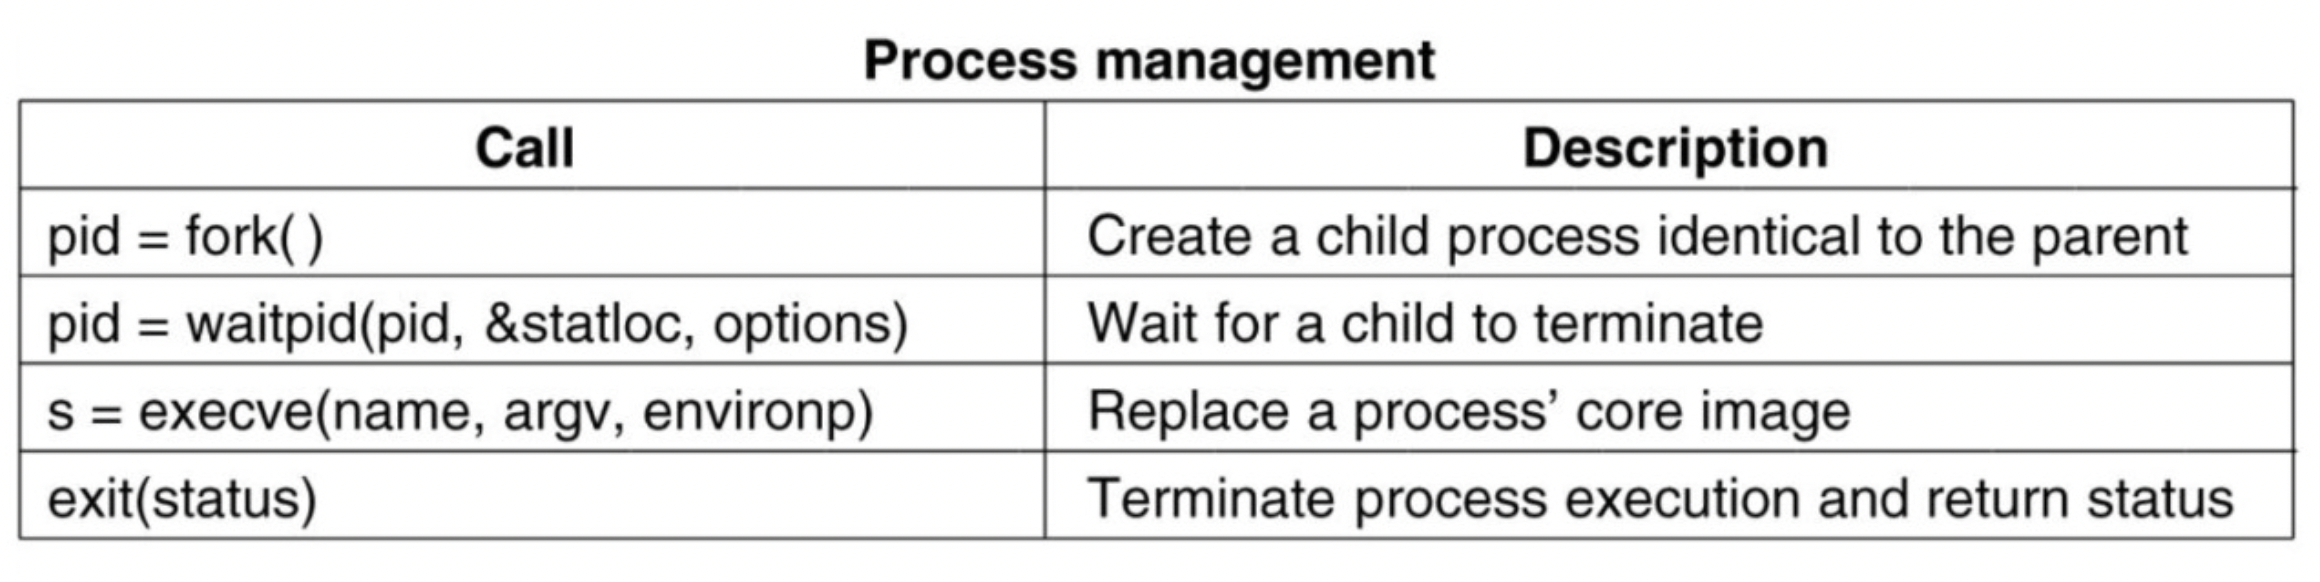 Process management
Call Description
pid = fork( ) Create a child process identical to the parent
pid = waitpid(pid, &statloc, options) Wait for a child to terminate
s = execve(name, argv, environp) Replace a process’ core image
exit(status) Terminate process execution and return status